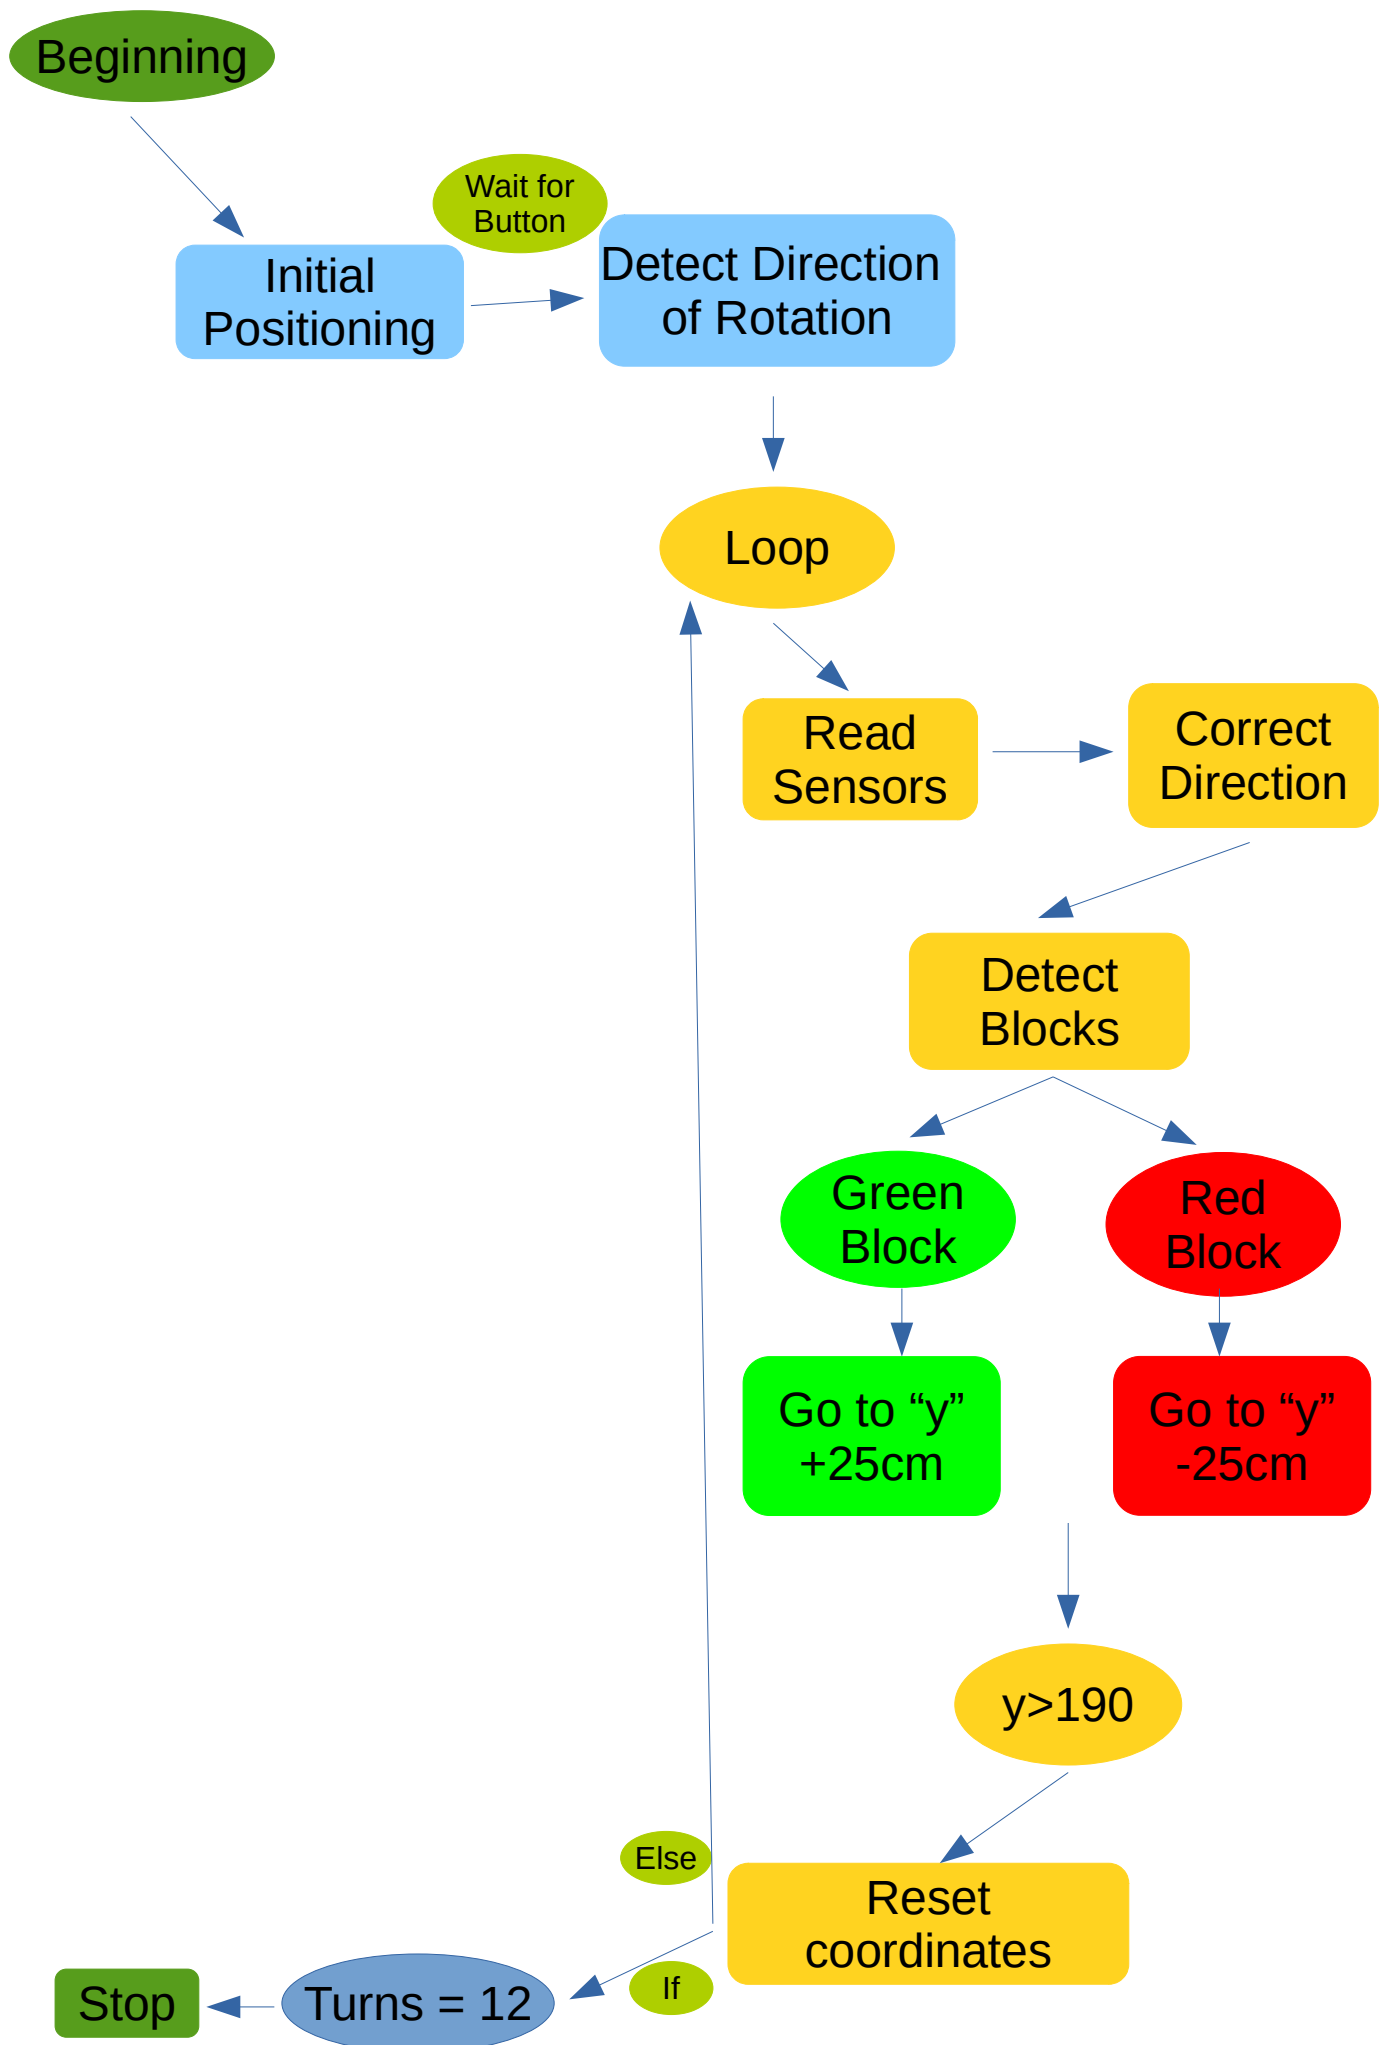 Beginning
Wait for
Button
Initial
Positioning
Detect Direction
of Rotation
Loop
Read
Sensors
Correct
Direction
Detect
Blocks
Green
Block
Red
Block
Go to “y”
+25cm
Go to “y”
-25cm
y>190
Else
Reset
coordinates
If
Turns = 12
Stop